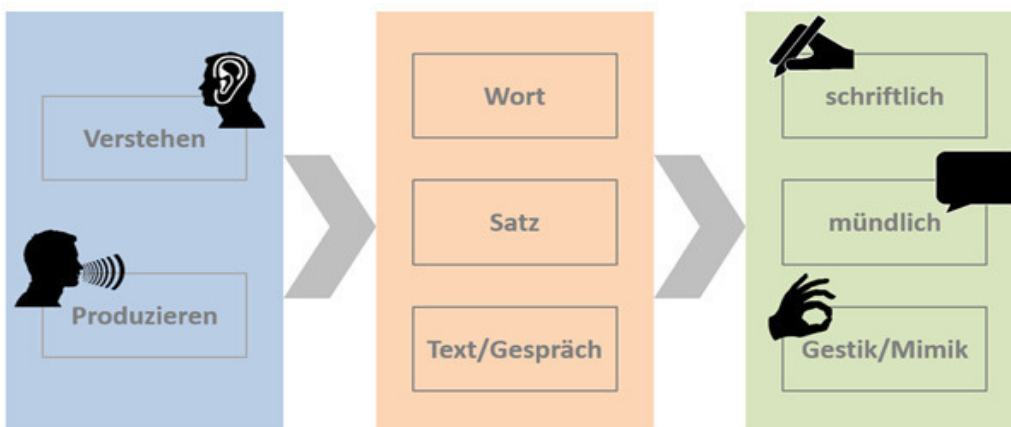 Verstehen
Produzieren
Wort
Satz
Text/Gespräch
schriftlich
mündlich
Gestik/Mimik